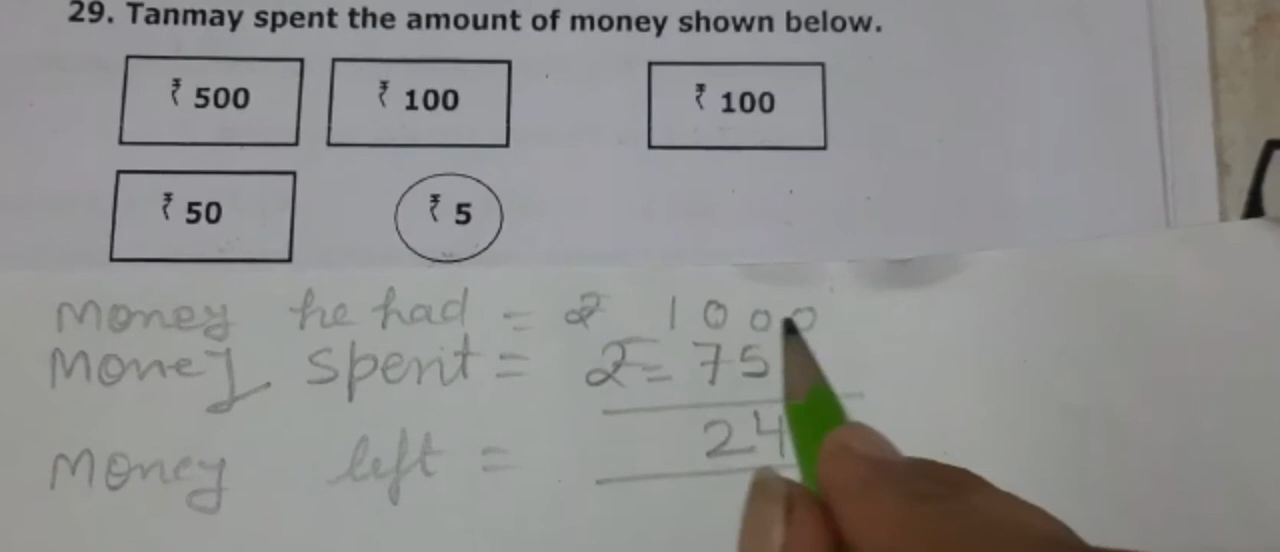 29. Tanmay spent the amount of money shown below.
₹ 500 ₹ 100 ₹ 100
₹ 50 ₹ 5
Money he had = ₹ 1000
Money spent = ₹ = 75
Money left = 24